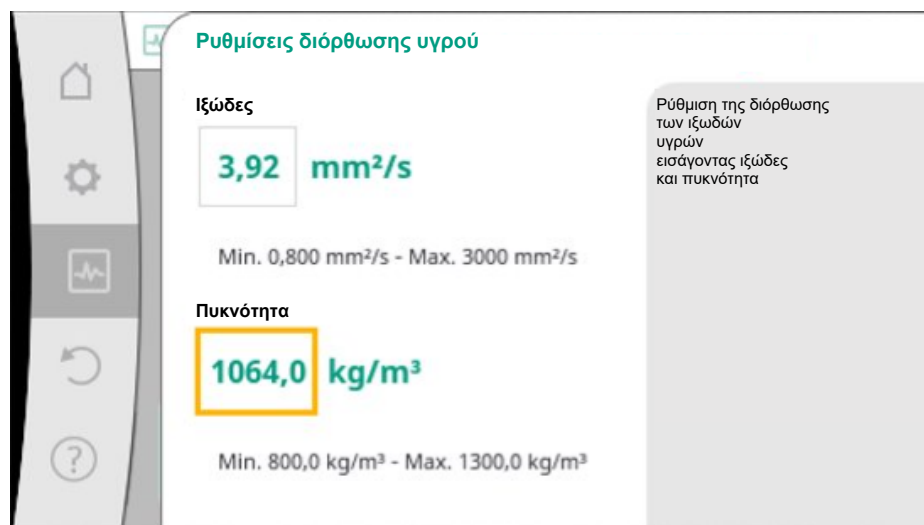 Ρυθμίσεις διόρθωσης υγρού
Ιξώδες
3,92 mm²/s
Min. 0,800 mm²/s - Max. 3000 mm²/s
Πυκνότητα
1064,0 kg/m³
Min. 800,0 kg/m³ - Max. 1300,0 kg/m³
Ρύθμιση της διόρθωσης
των ιξωδών
υγρών
εισάγοντας ιξώδες
και πυκνότητα
?